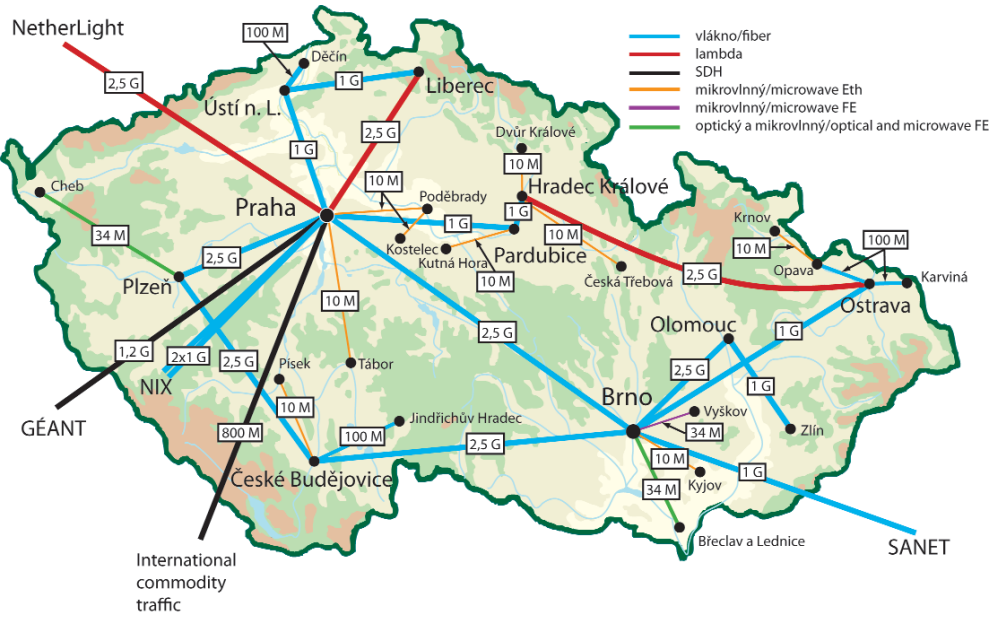 NetherLight
100 M
Děčín
vlákno/fiber
lambda
SDH
mikrovlnný/microwave Eth
mikrovlnný/microwave FE
optický a mikrovlnný/optical and microwave FE
2,5 G
1 G
Liberec
Ústí n. L.
2,5 G
Dvůr Králové
1 G
10 M
10 M
Cheb
Hradec Králové
Praha
Poděbrady
1 G
1 G
Krnov
34 M
10 M
10 M
100 M
Kostelec
Kutná Hora
Pardubice
2,5 G
Opava
Plzeň
10 M
Česká Třebová
2,5 G
Karviná
Ostrava
10 M
Olomouc
2,5 G
1 G
1,2 G
2x1 G
2,5 G
Písek
Tábor
2,5 G
NIX
1 G
Brno
10 M
Vyškov
GÉANT
Jindřichův Hradec
800 M
100 M
2,5 G
34 M
Zlín
10 M
1 G
České Budějovice
Kyjov
34 M
Břeclav a Lednice
SANET
International
commodity
traffic